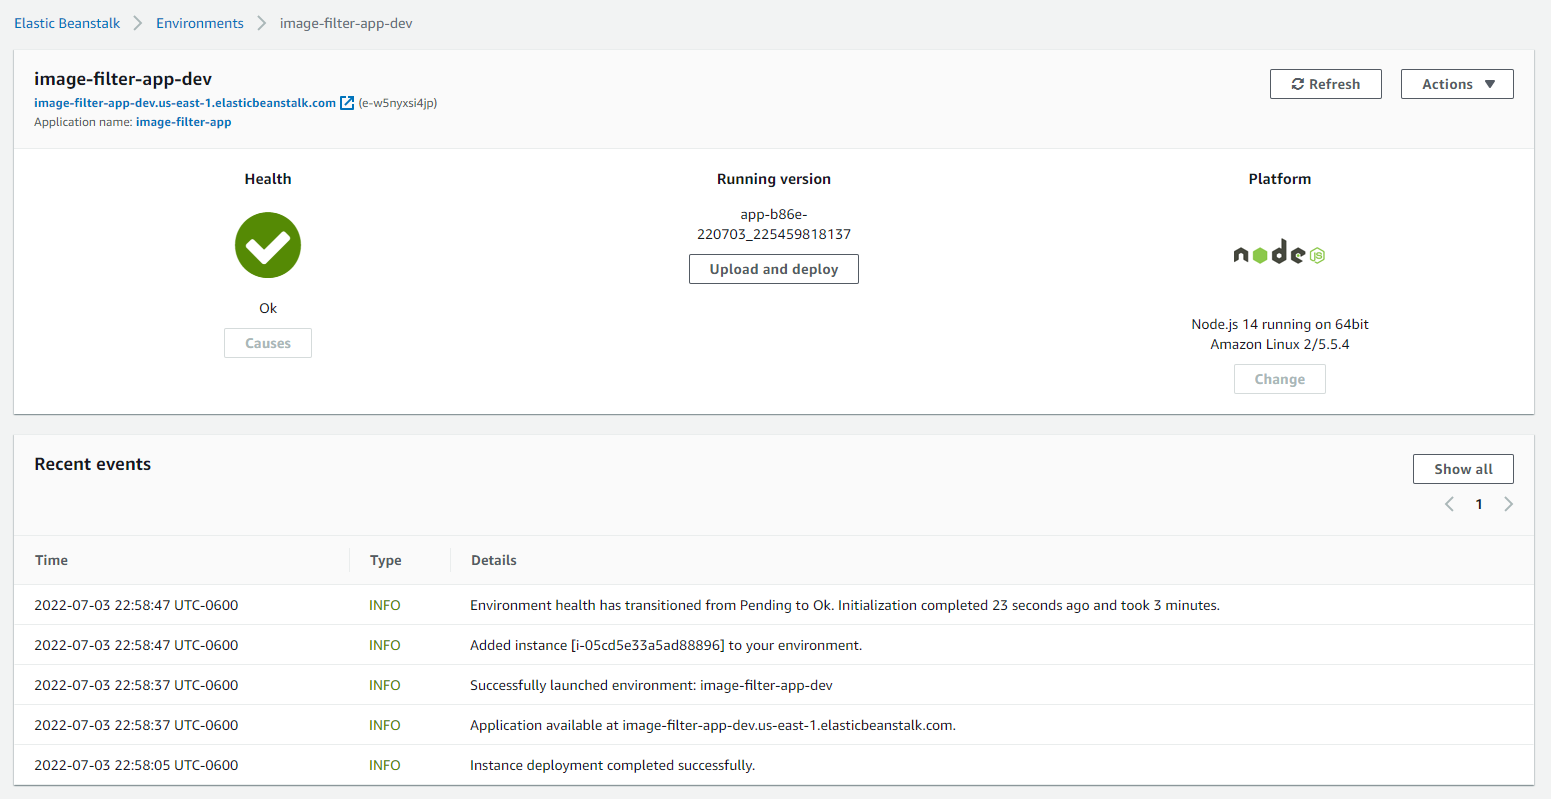 Elastic Beanstalk > Environments > image-filter-app-dev
image-filter-app-dev
Refresh
Actions
image-filter-app-dev.us-east-1.elasticbeanstalk.com (e-w5nyxsi4jp)
Application name: image-filter-app
Health
Ok
Causes
Running version
app-b86e-
220703_225459818137
Upload and deploy
Platform
node JS
Node.js 14 running on 64bit
Amazon Linux 2/5.5.4
Change
Recent events
Show all
1
Time Type Details
2022-07-03 22:58:47 UTC-0600 INFO Environment health has transitioned from Pending to Ok. Initialization completed 23 seconds ago and took 3 minutes.
2022-07-03 22:58:47 UTC-0600 INFO Added instance [i-05cd5e33a5ad88896] to your environment.
2022-07-03 22:58:37 UTC-0600 INFO Successfully launched environment: image-filter-app-dev
2022-07-03 22:58:37 UTC-0600 INFO Application available at image-filter-app-dev.us-east-1.elasticbeanstalk.com.
2022-07-03 22:58:05 UTC-0600 INFO Instance deployment completed successfully.